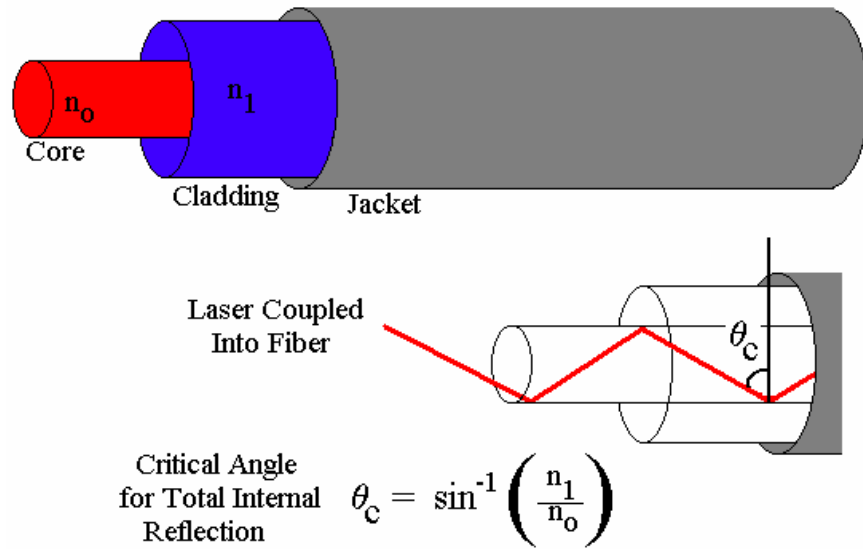 n₀
n₁
Core
Cladding
Jacket
Laser Coupled
Into Fiber
θc
Critical Angle
for Total Internal
Reflection
θc = sin⁻¹ (n₁/n₀)